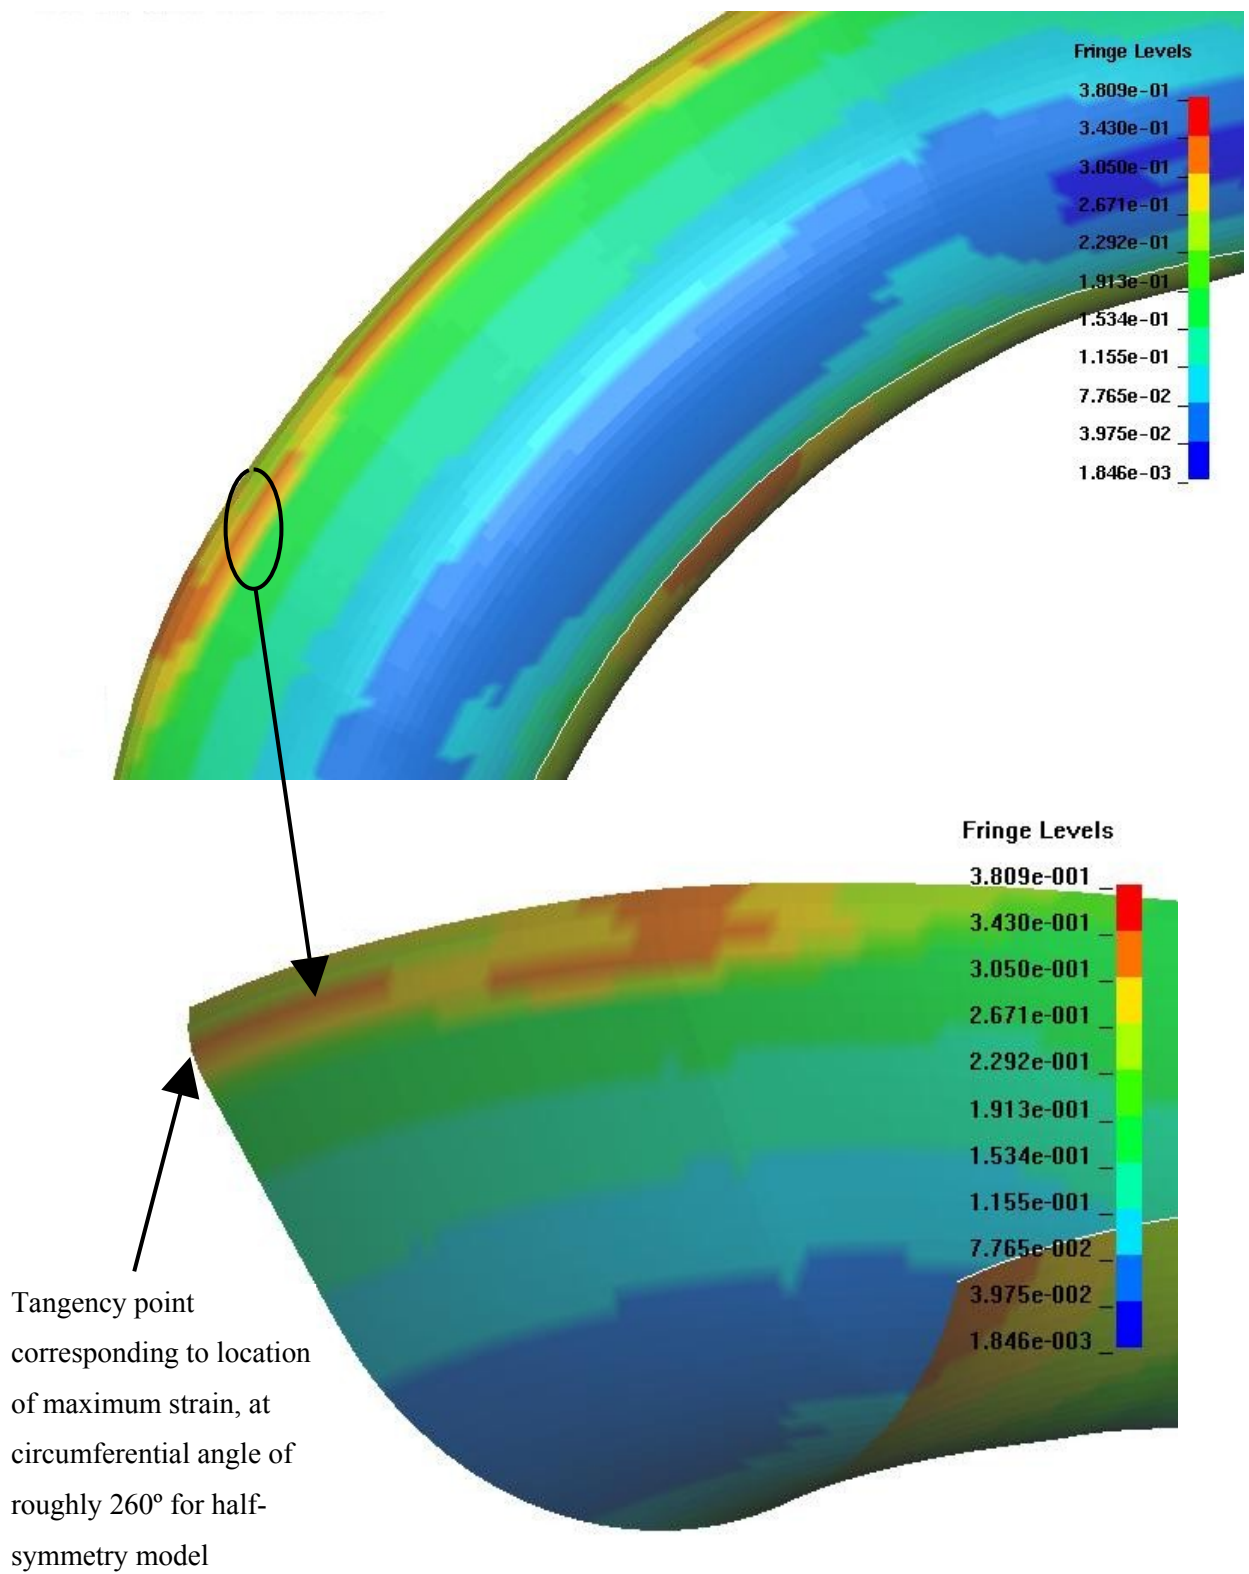 Fringe Levels
3.809e-01
3.430e-01
3.050e-01
2.671e-01
2.292e-01
1.913e-01
1.534e-01
1.155e-01
7.765e-02
3.975e-02
1.846e-03
Fringe Levels
3.809e-001
3.430e-001
3.050e-001
2.671e-001
2.292e-001
1.913e-001
1.534e-001
1.155e-001
7.765e-002
3.975e-002
1.846e-003
Tangency point
corresponding to location
of maximum strain, at
circumferential angle of
roughly 260º for half-
symmetry model